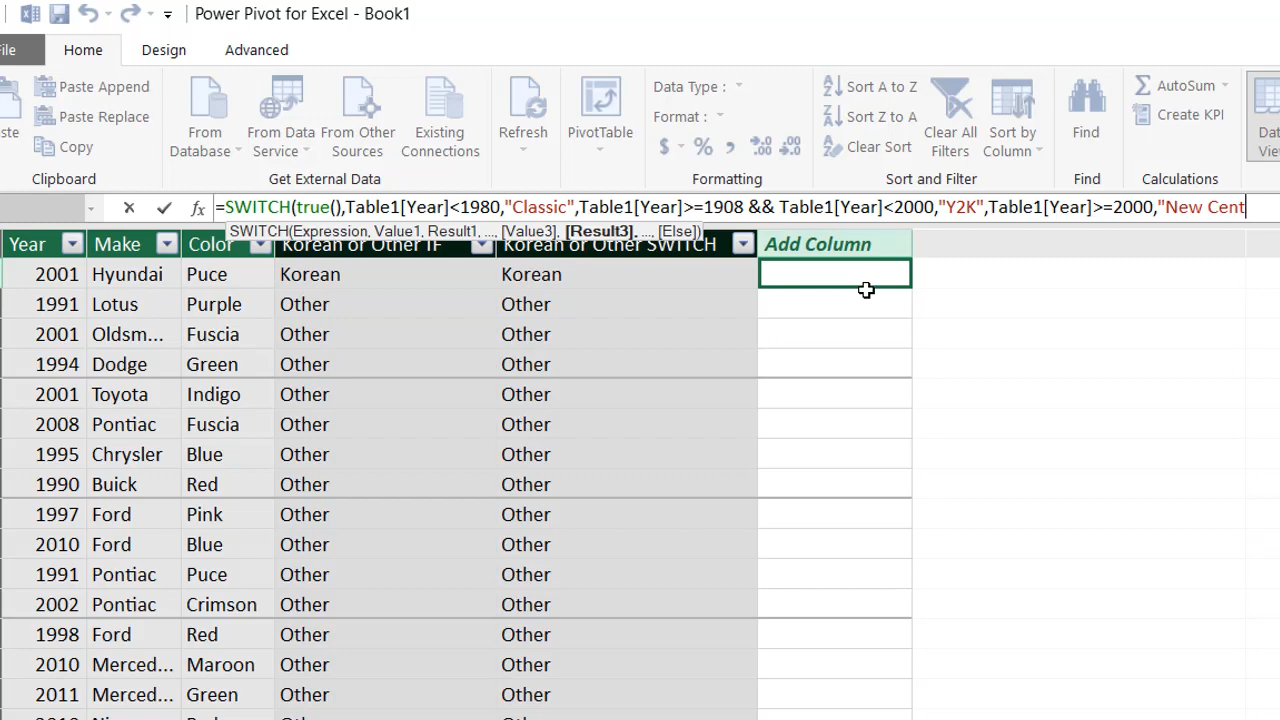 Power Pivot for Excel - Book1
File Home Design Advanced
Paste Append
Paste Replace
Copy
Clipboard
From Database
From Data Service
From Other Sources
Existing Connections
Get External Data
Refresh
PivotTable
Data Type :
Format :
$ % , .00 .00
Formatting
Sort A to Z
Sort Z to A
Clear Sort
Clear All Filters
Sort by Column
Sort and Filter
Find
Find
AutoSum
Create KPI
Calculations
fx =SWITCH(true(),Table1[Year]<1980,"Classic",Table1[Year]>=1908 && Table1[Year]<2000,"Y2K",Table1[Year]>=2000,"New Cent
SWITCH(Expression, Value1, Result1, ..., [Value3], [Result3], ..., [Else])
Year Make Color Korean or Other IF Korean or Other SWITCH Add Column
2001 Hyundai Puce Korean Korean
1991 Lotus Purple Other Other
2001 Oldsm... Fuscia Other Other
1994 Dodge Green Other Other
2001 Toyota Indigo Other Other
2008 Pontiac Fuscia Other Other
1995 Chrysler Blue Other Other
1990 Buick Red Other Other
1997 Ford Pink Other Other
2010 Ford Blue Other Other
1991 Pontiac Puce Other Other
2002 Pontiac Crimson Other Other
1998 Ford Red Other Other
2010 Merced... Maroon Other Other
2011 Merced... Green Other Other